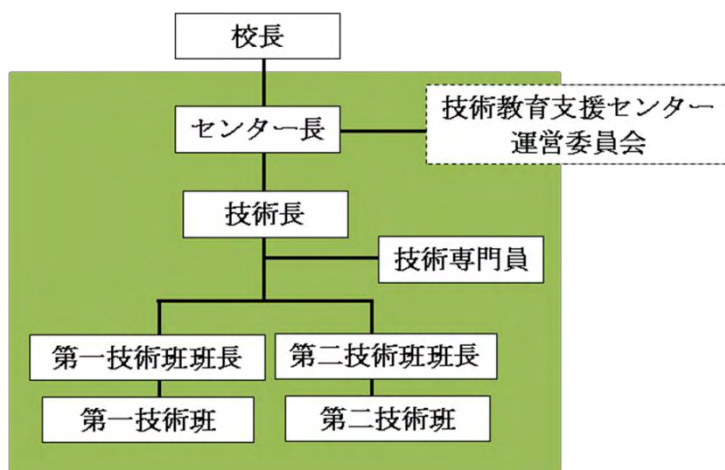 校長
センター長
技術教育支援センター
運営委員会
技術長
技術専門員
第一技術班班長
第二技術班班長
第一技術班
第二技術班